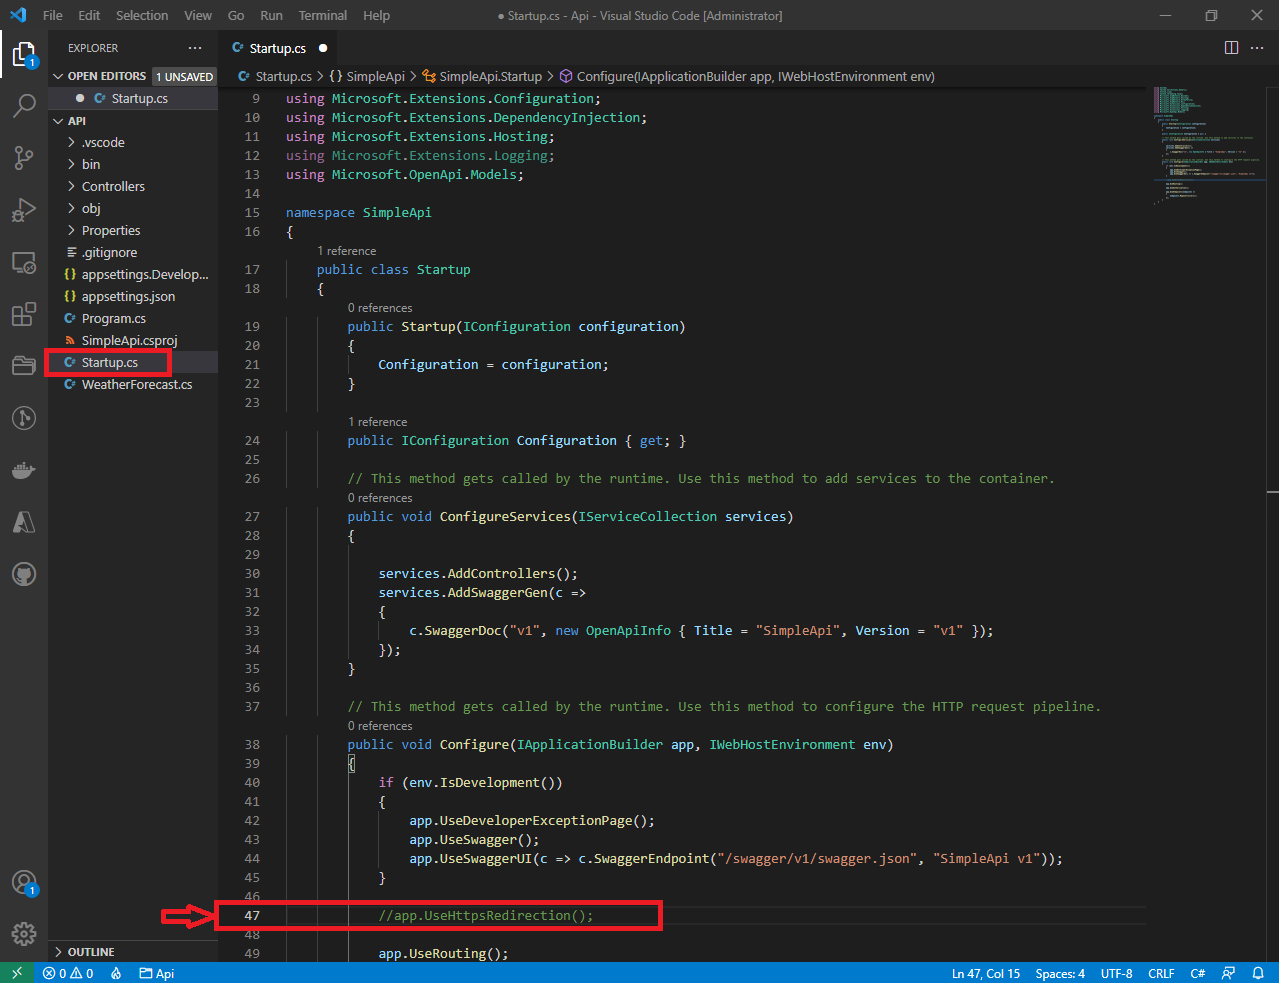 File Edit Selection View Go Run Terminal Help
● Startup.cs - Api - Visual Studio Code [Administrator]
EXPLORER
OPEN EDITORS 1 UNSAVED
Startup.cs
API
.vscode
bin
Controllers
obj
Properties
.gitignore
appsettings.Develop...
appsettings.json
Program.cs
SimpleApi.csproj
Startup.cs
WeatherForecast.cs
OUTLINE
1
1
Startup.cs ●
Startup.cs > {} SimpleApi > SimpleApi.Startup > Configure(IApplicationBuilder app, IWebHostEnvironment env)
9 using Microsoft.Extensions.Configuration;
10 using Microsoft.Extensions.DependencyInjection;
11 using Microsoft.Extensions.Hosting;
12 using Microsoft.Extensions.Logging;
13 using Microsoft.OpenApi.Models;
14
15 namespace SimpleApi
16 {
1 reference
17 public class Startup
18 {
0 references
19 public Startup(IConfiguration configuration)
20 {
21 Configuration = configuration;
22 }
23
1 reference
24 public IConfiguration Configuration { get; }
25
26 // This method gets called by the runtime. Use this method to add services to the container.
0 references
27 public void ConfigureServices(IServiceCollection services)
28 {
29
30 services.AddControllers();
31 services.AddSwaggerGen(c =>
32 {
33 c.SwaggerDoc("v1", new OpenApiInfo { Title = "SimpleApi", Version = "v1" });
34 });
35 }
36
37 // This method gets called by the runtime. Use this method to configure the HTTP request pipeline.
0 references
38 public void Configure(IApplicationBuilder app, IWebHostEnvironment env)
39 {
40 if (env.IsDevelopment())
41 {
42 app.UseDeveloperExceptionPage();
43 app.UseSwagger();
44 app.UseSwaggerUI(c => c.SwaggerEndpoint("/swagger/v1/swagger.json", "SimpleApi v1"));
45 }
46
47 //app.UseHttpsRedirection();
48
49 app.UseRouting();
0 0 Api
Ln 47, Col 15 Spaces: 4 UTF-8 CRLF C#